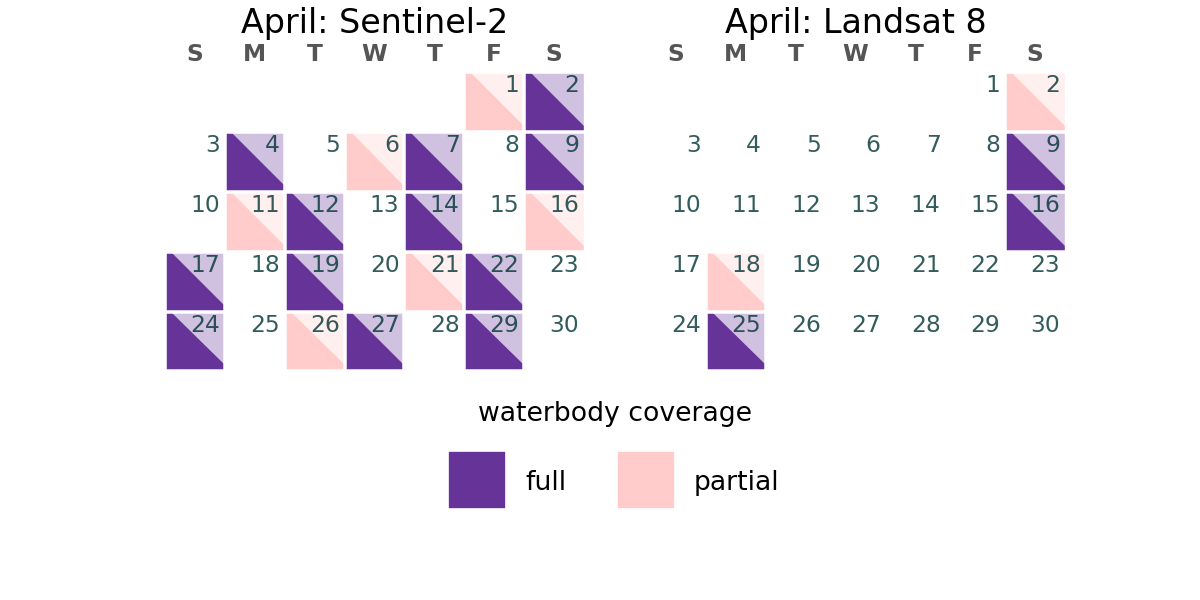 April: Sentinel-2
S M T W T F S
1 2
3 4 5 6 7 8 9
10 11 12 13 14 15 16
17 18 19 20 21 22 23
24 25 26 27 28 29 30
April: Landsat 8
S M T W T F S
1 2
3 4 5 6 7 8 9
10 11 12 13 14 15 16
17 18 19 20 21 22 23
24 25 26 27 28 29 30
waterbody coverage
full
partial